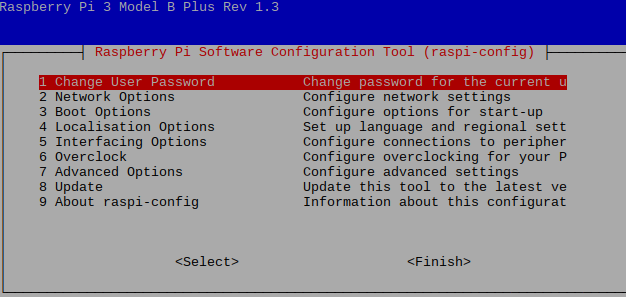 Raspberry Pi 3 Model B Plus Rev 1.3
Raspberry Pi Software Configuration Tool (raspi-config)
1 Change User Password Change password for the current u
2 Network Options Configure network settings
3 Boot Options Configure options for start-up
4 Localisation Options Set up language and regional sett
5 Interfacing Options Configure connections to peripher
6 Overclock Configure overclocking for your P
7 Advanced Options Configure advanced settings
8 Update Update this tool to the latest ve
9 About raspi-config Information about this configurat
<Select> <Finish>